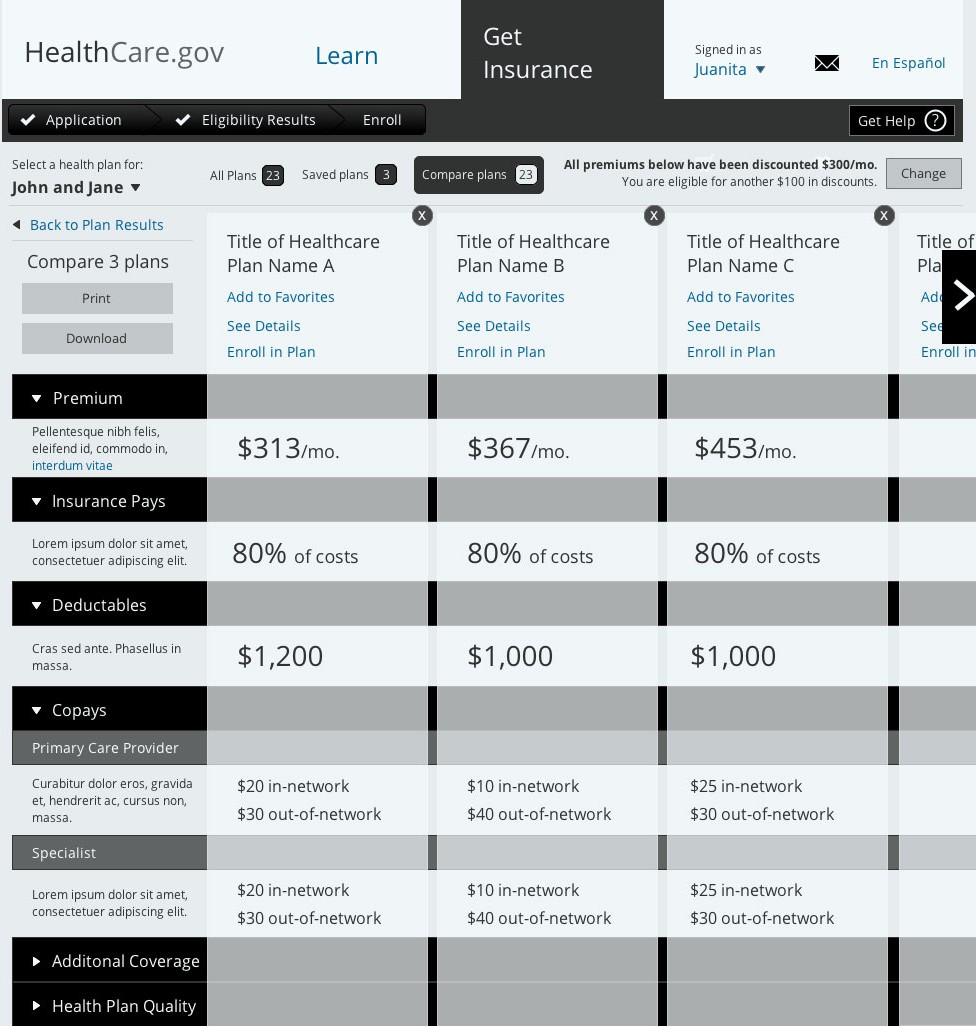 HealthCare.gov
Learn
Get
Insurance
Signed in as
Juanita
En Español
Application
Eligibility Results
Enroll
Get Help ?
Select a health plan for:
John and Jane
All Plans 23
Saved plans 3
Compare plans 23
All premiums below have been discounted $300/mo.
You are eligible for another $100 in discounts.
Change
Back to Plan Results
Compare 3 plans
Print
Download
X
Title of Healthcare
Plan Name A
Add to Favorites
See Details
Enroll in Plan
X
Title of Healthcare
Plan Name B
Add to Favorites
See Details
Enroll in Plan
X
Title of Healthcare
Plan Name C
Add to Favorites
See Details
Enroll in Plan
Title of
Pla
Add
See
Enroll in
Premium
Pellentesque nibh felis,
eleifend id, commodo in,
interdum vitae
$313/mo.
$367/mo.
$453/mo.
Insurance Pays
Lorem ipsum dolor sit amet,
consectetuer adipiscing elit.
80% of costs
80% of costs
80% of costs
Deductables
Cras sed ante. Phasellus in
massa.
$1,200
$1,000
$1,000
Copays
Primary Care Provider
Curabitur dolor eros, gravida
et, hendrerit ac, cursus non,
massa.
$20 in-network
$30 out-of-network
$10 in-network
$40 out-of-network
$25 in-network
$30 out-of-network
Specialist
Lorem ipsum dolor sit amet,
consectetuer adipiscing elit.
$20 in-network
$30 out-of-network
$10 in-network
$40 out-of-network
$25 in-network
$30 out-of-network
Additonal Coverage
Health Plan Quality